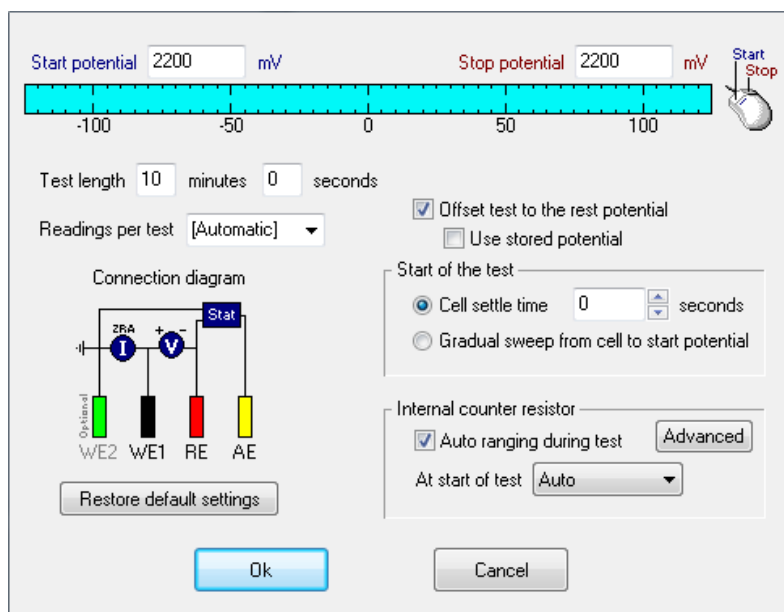 Start potential 2200 mV Stop potential 2200 mV Start
Stop
-100 -50 0 50 100
Test length 10 minutes 0 seconds
Readings per test [Automatic]
Offset test to the rest potential
Use stored potential
Connection diagram
Stat
ZRA
I + V -
Optional
WE2 WE1 RE AE
Restore default settings
Start of the test
Cell settle time 0 seconds
Gradual sweep from cell to start potential
Internal counter resistor
Auto ranging during test Advanced
At start of test Auto
Ok Cancel